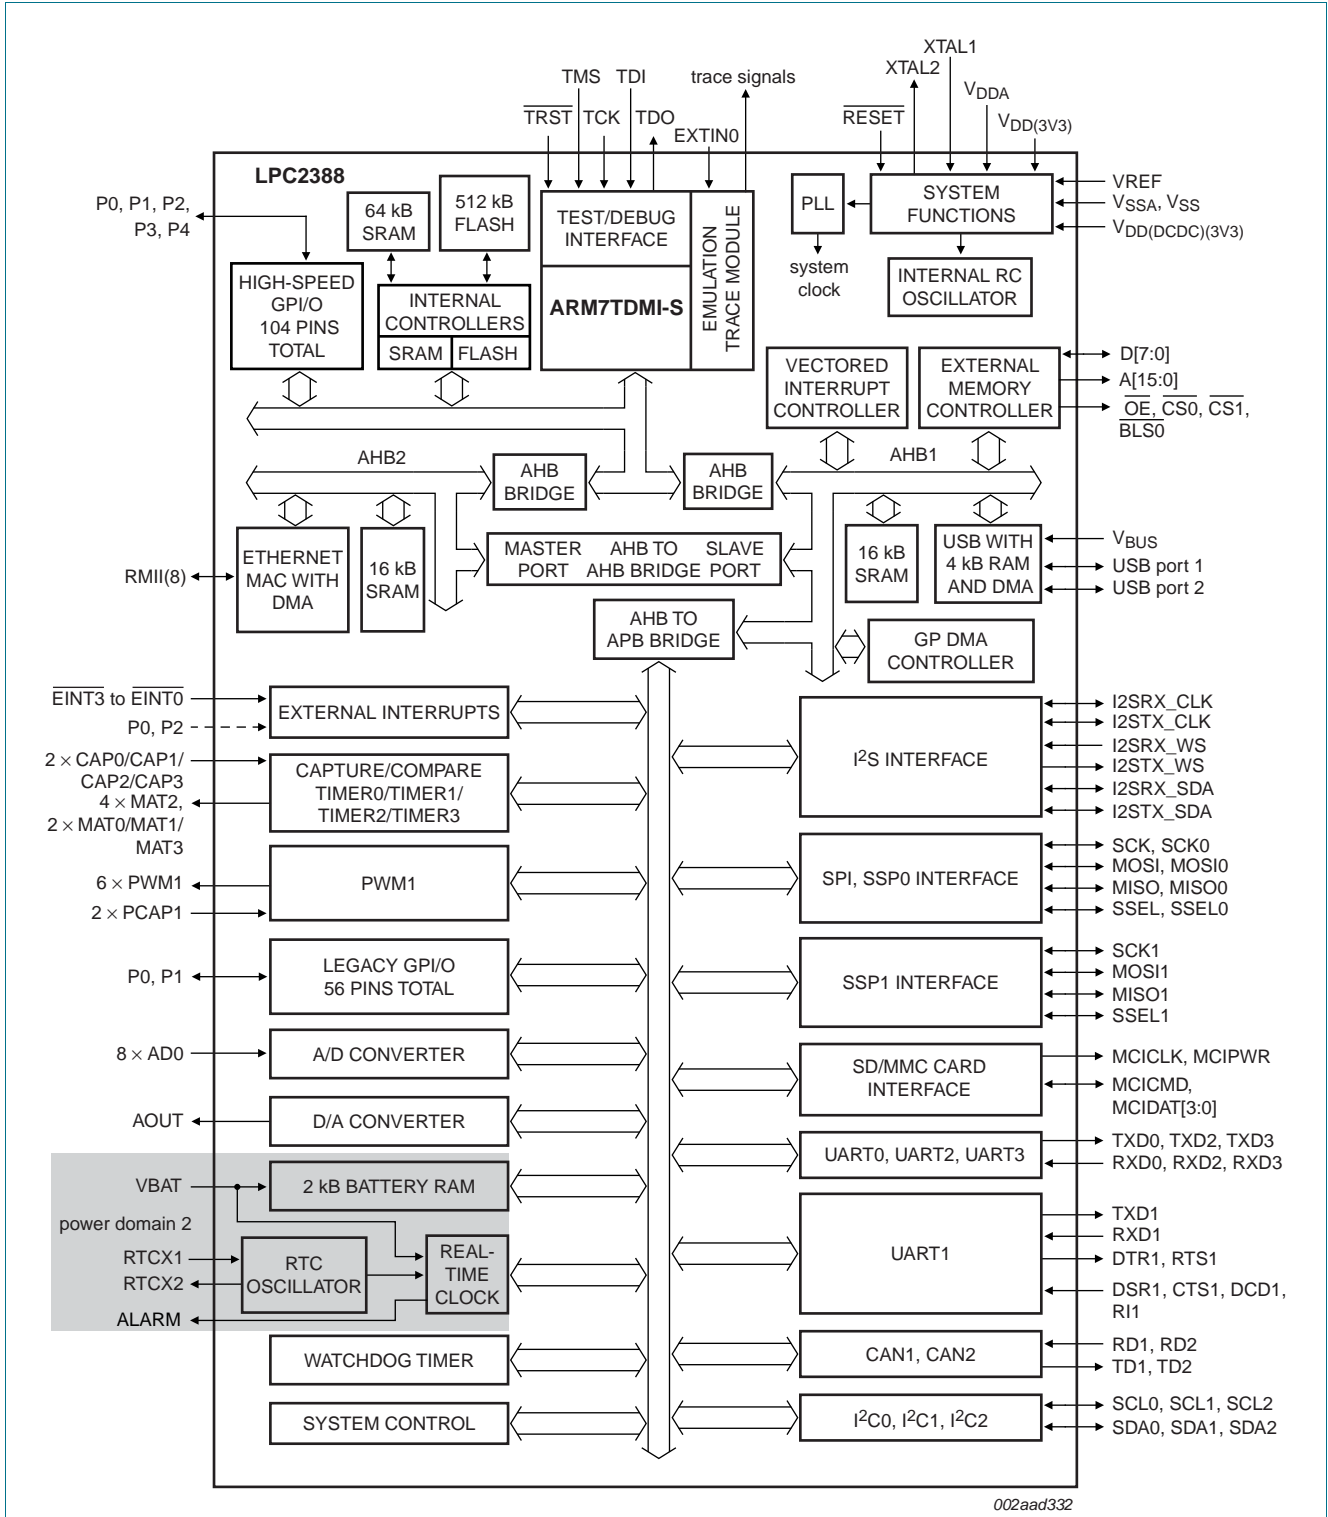 XTAL1
XTAL2
TMS TDI trace signals
VDDA
TRST TCK TDO RESET
VDD(3V3)
EXTIN0
LPC2388
P0, P1, P2,
P3, P4
64 kB
SRAM
512 kB
FLASH
TEST/DEBUG
INTERFACE
EMULATION
TRACE MODULE
PLL
SYSTEM
FUNCTIONS
VREF
VSSA, VSS
VDD(DCDC)(3V3)
system
clock
HIGH-SPEED
GPI/O
104 PINS
TOTAL
INTERNAL
CONTROLLERS
SRAM FLASH
ARM7TDMI-S
INTERNAL RC
OSCILLATOR
VECTORED
INTERRUPT
CONTROLLER
EXTERNAL
MEMORY
CONTROLLER
D[7:0]
A[15:0]
OE, CS0, CS1,
BLS0
AHB2
AHB
BRIDGE
AHB
BRIDGE
AHB1
ETHERNET
MAC WITH
DMA
RMII(8)
16 kB
SRAM
MASTER
PORT
AHB TO
AHB BRIDGE
SLAVE
PORT
16 kB
SRAM
USB WITH
4 kB RAM
AND DMA
VBUS
USB port 1
USB port 2
AHB TO
APB BRIDGE
GP DMA
CONTROLLER
EINT3 to EINT0
P0, P2
EXTERNAL INTERRUPTS
I2SRX_CLK
I2STX_CLK
I2SRX_WS
I2STX_WS
I2SRX_SDA
I2STX_SDA
I2S INTERFACE
2 × CAP0/CAP1/
CAP2/CAP3
4 × MAT2,
2 × MAT0/MAT1/
MAT3
CAPTURE/COMPARE
TIMER0/TIMER1/
TIMER2/TIMER3
6 × PWM1
2 × PCAP1
PWM1
SPI, SSP0 INTERFACE
SCK, SCK0
MOSI, MOSI0
MISO, MISO0
SSEL, SSEL0
P0, P1
LEGACY GPI/O
56 PINS TOTAL
SSP1 INTERFACE
SCK1
MOSI1
MISO1
SSEL1
8 × AD0
A/D CONVERTER
SD/MMC CARD
INTERFACE
MCICLK, MCIPWR
MCICMD,
MCIDAT[3:0]
AOUT
D/A CONVERTER
UART0, UART2, UART3
TXD0, TXD2, TXD3
RXD0, RXD2, RXD3
VBAT
2 kB BATTERY RAM
power domain 2
RTCX1
RTCX2
RTC
OSCILLATOR
REAL-
TIME
CLOCK
ALARM
UART1
TXD1
RXD1
DTR1, RTS1
DSR1, CTS1, DCD1,
RI1
WATCHDOG TIMER
CAN1, CAN2
RD1, RD2
TD1, TD2
SYSTEM CONTROL
I2C0, I2C1, I2C2
SCL0, SCL1, SCL2
SDA0, SDA1, SDA2
002aad332